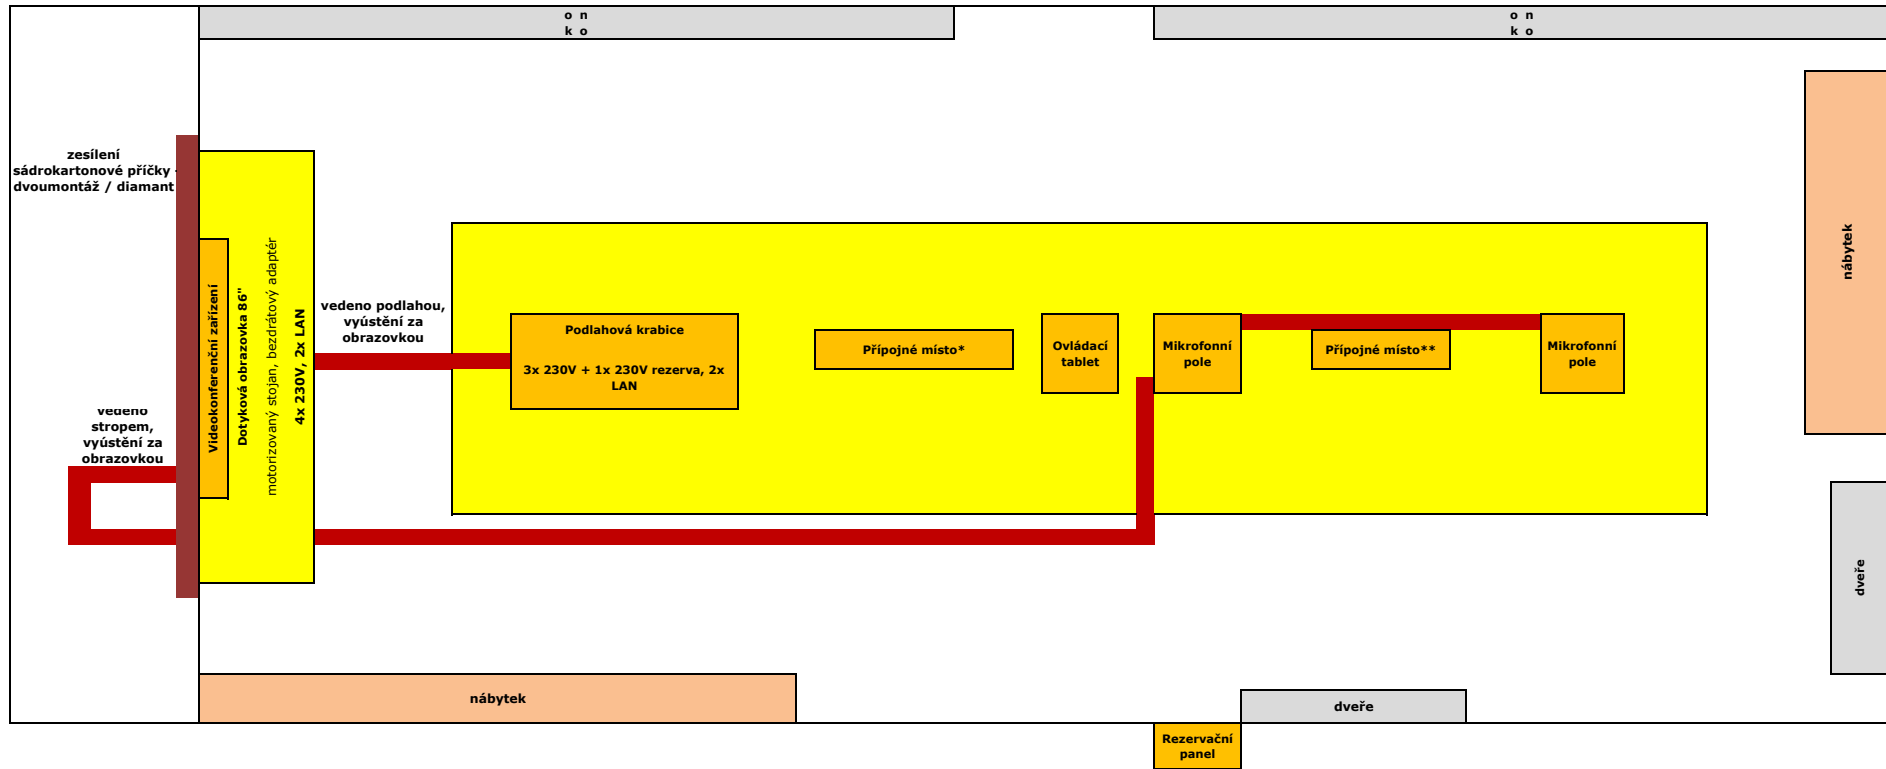 o n
k o
o n
k o
zesílení
sádrokartonové příčky -
dvoumontáž / diamant
vedeno
stropem,
vyústění za
obrazovkou
Videokonferenční zařízení
Dotyková obrazovka 86"
motorizovaný stojan, bezdrátový adaptér
4x 230V, 2x LAN
vedeno podlahou,
vyústění za
obrazovkou
Podlahová krabice
3x 230V + 1x 230V rezerva, 2x
LAN
Přípojné místo*
Ovládací
tablet
Mikrofonní
pole
Přípojné místo**
Mikrofonní
pole
nábytek
dveře
nábytek
dveře
Rezervační
panel